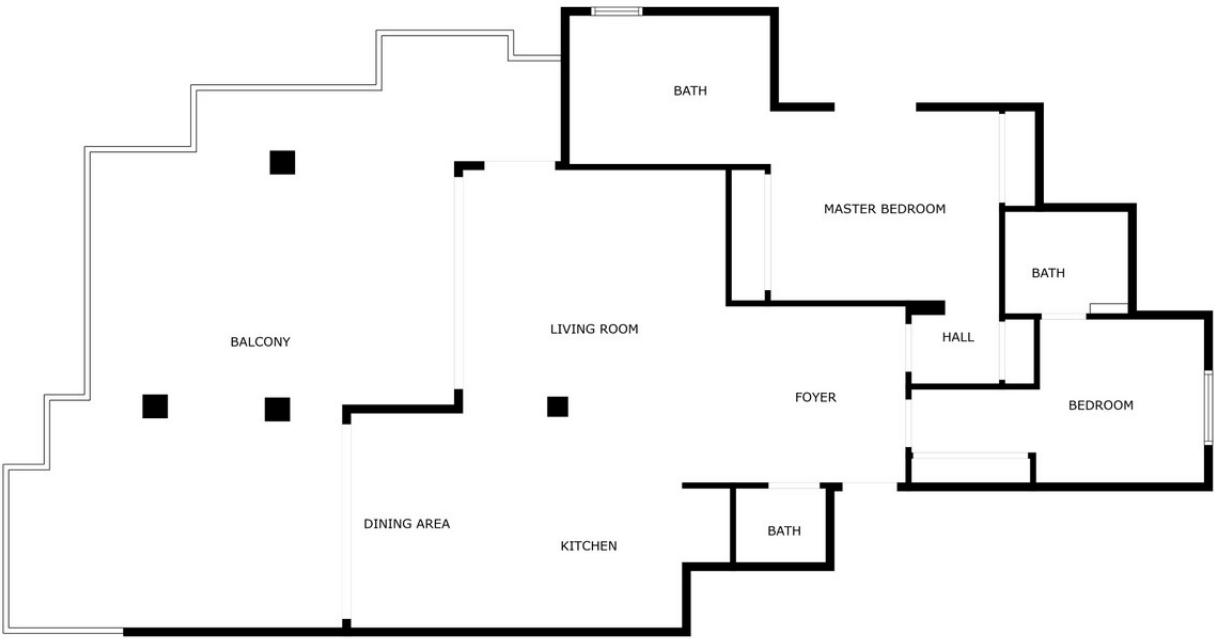 BATH
MASTER BEDROOM
BATH
LIVING ROOM
HALL
BALCONY
FOYER
BEDROOM
DINING AREA
KITCHEN
BATH